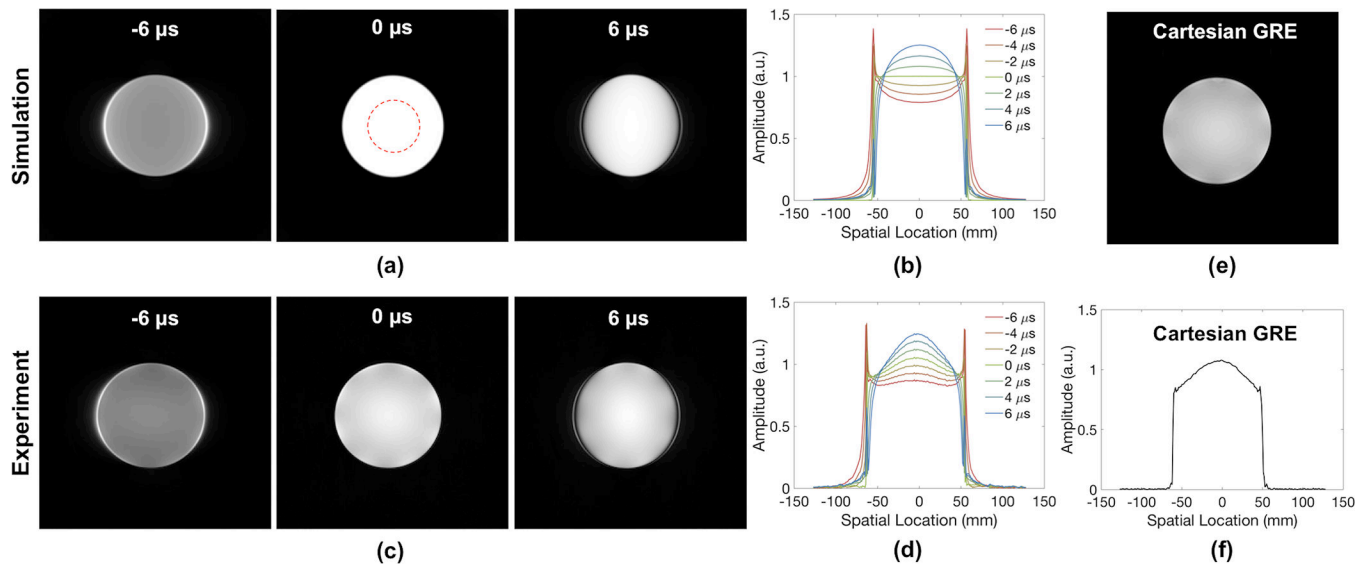 Simulation
-6 μs
0 μs
6 μs
(a)
Amplitude (a.u.)
1.5
1
0.5
0
-150 -100 -50 0 50 100 150
Spatial Location (mm)
-6 μs
-4 μs
-2 μs
0 μs
2 μs
4 μs
6 μs
(b)
Cartesian GRE
(e)
Experiment
-6 μs
0 μs
6 μs
(c)
Amplitude (a.u.)
1.5
1
0.5
0
-150 -100 -50 0 50 100 150
Spatial Location (mm)
-6 μs
-4 μs
-2 μs
0 μs
2 μs
4 μs
6 μs
(d)
Cartesian GRE
Amplitude (a.u.)
1.5
1
0.5
0
-150 -100 -50 0 50 100 150
Spatial Location (mm)
(f)